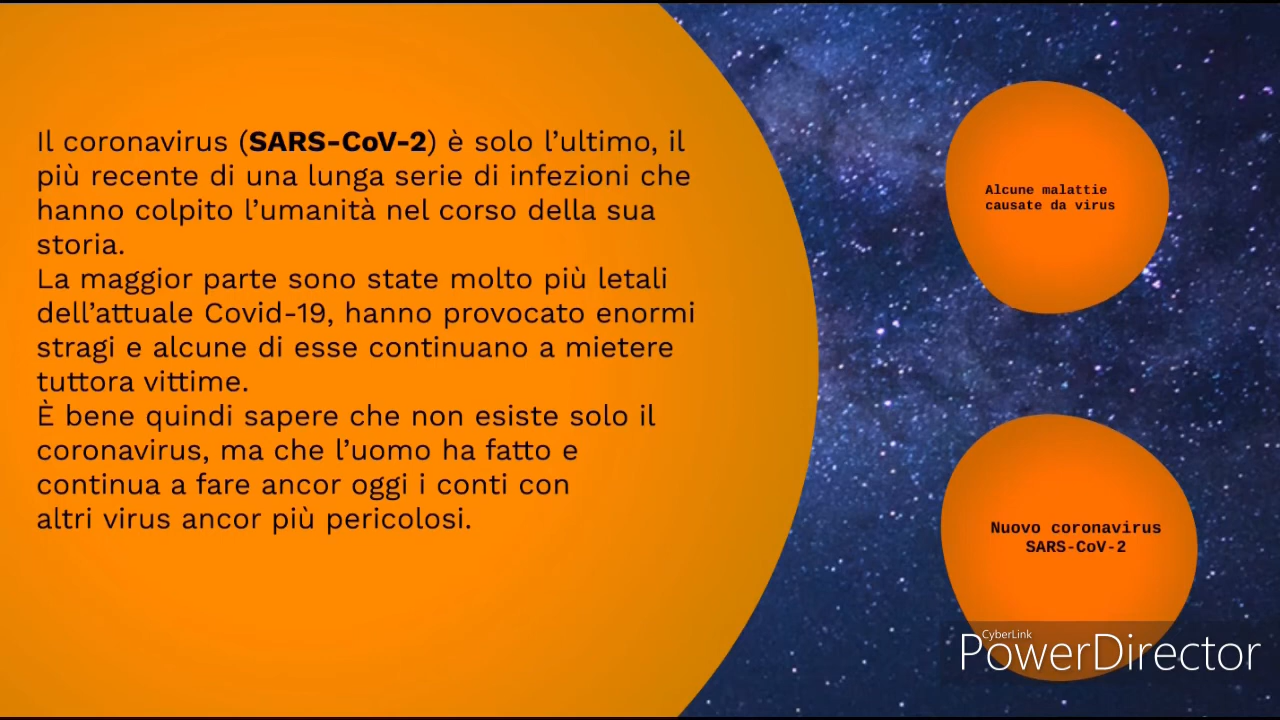 Il coronavirus (SARS-CoV-2) è solo l’ultimo, il
più recente di una lunga serie di infezioni che
hanno colpito l’umanità nel corso della sua
storia.
La maggior parte sono state molto più letali
dell’attuale Covid-19, hanno provocato enormi
stragi e alcune di esse continuano a mietere
tuttora vittime.
È bene quindi sapere che non esiste solo il
coronavirus, ma che l’uomo ha fatto e
continua a fare ancor oggi i conti con
altri virus ancor più pericolosi.
Alcune malattie
causate da virus
Nuovo coronavirus
SARS-CoV-2
CyberLink
PowerDirector